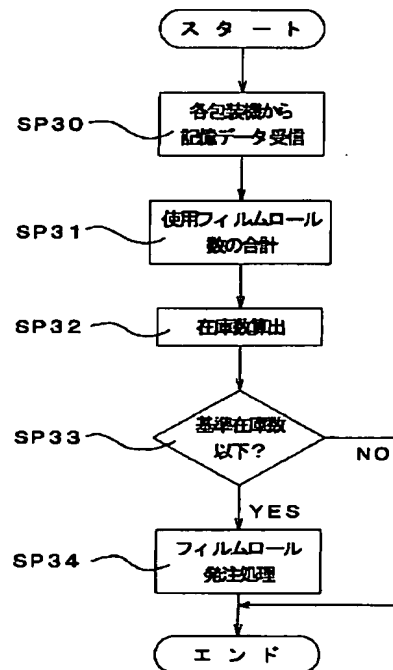 スタート
各包装機から
SP30
記憶データ受信
使用フィルムロール
SP31
数の合計
SP32
在庫数算出
基準在庫数
SP33
以下？
NO
YES
フィルムロール
SP34
発注処理
エンド